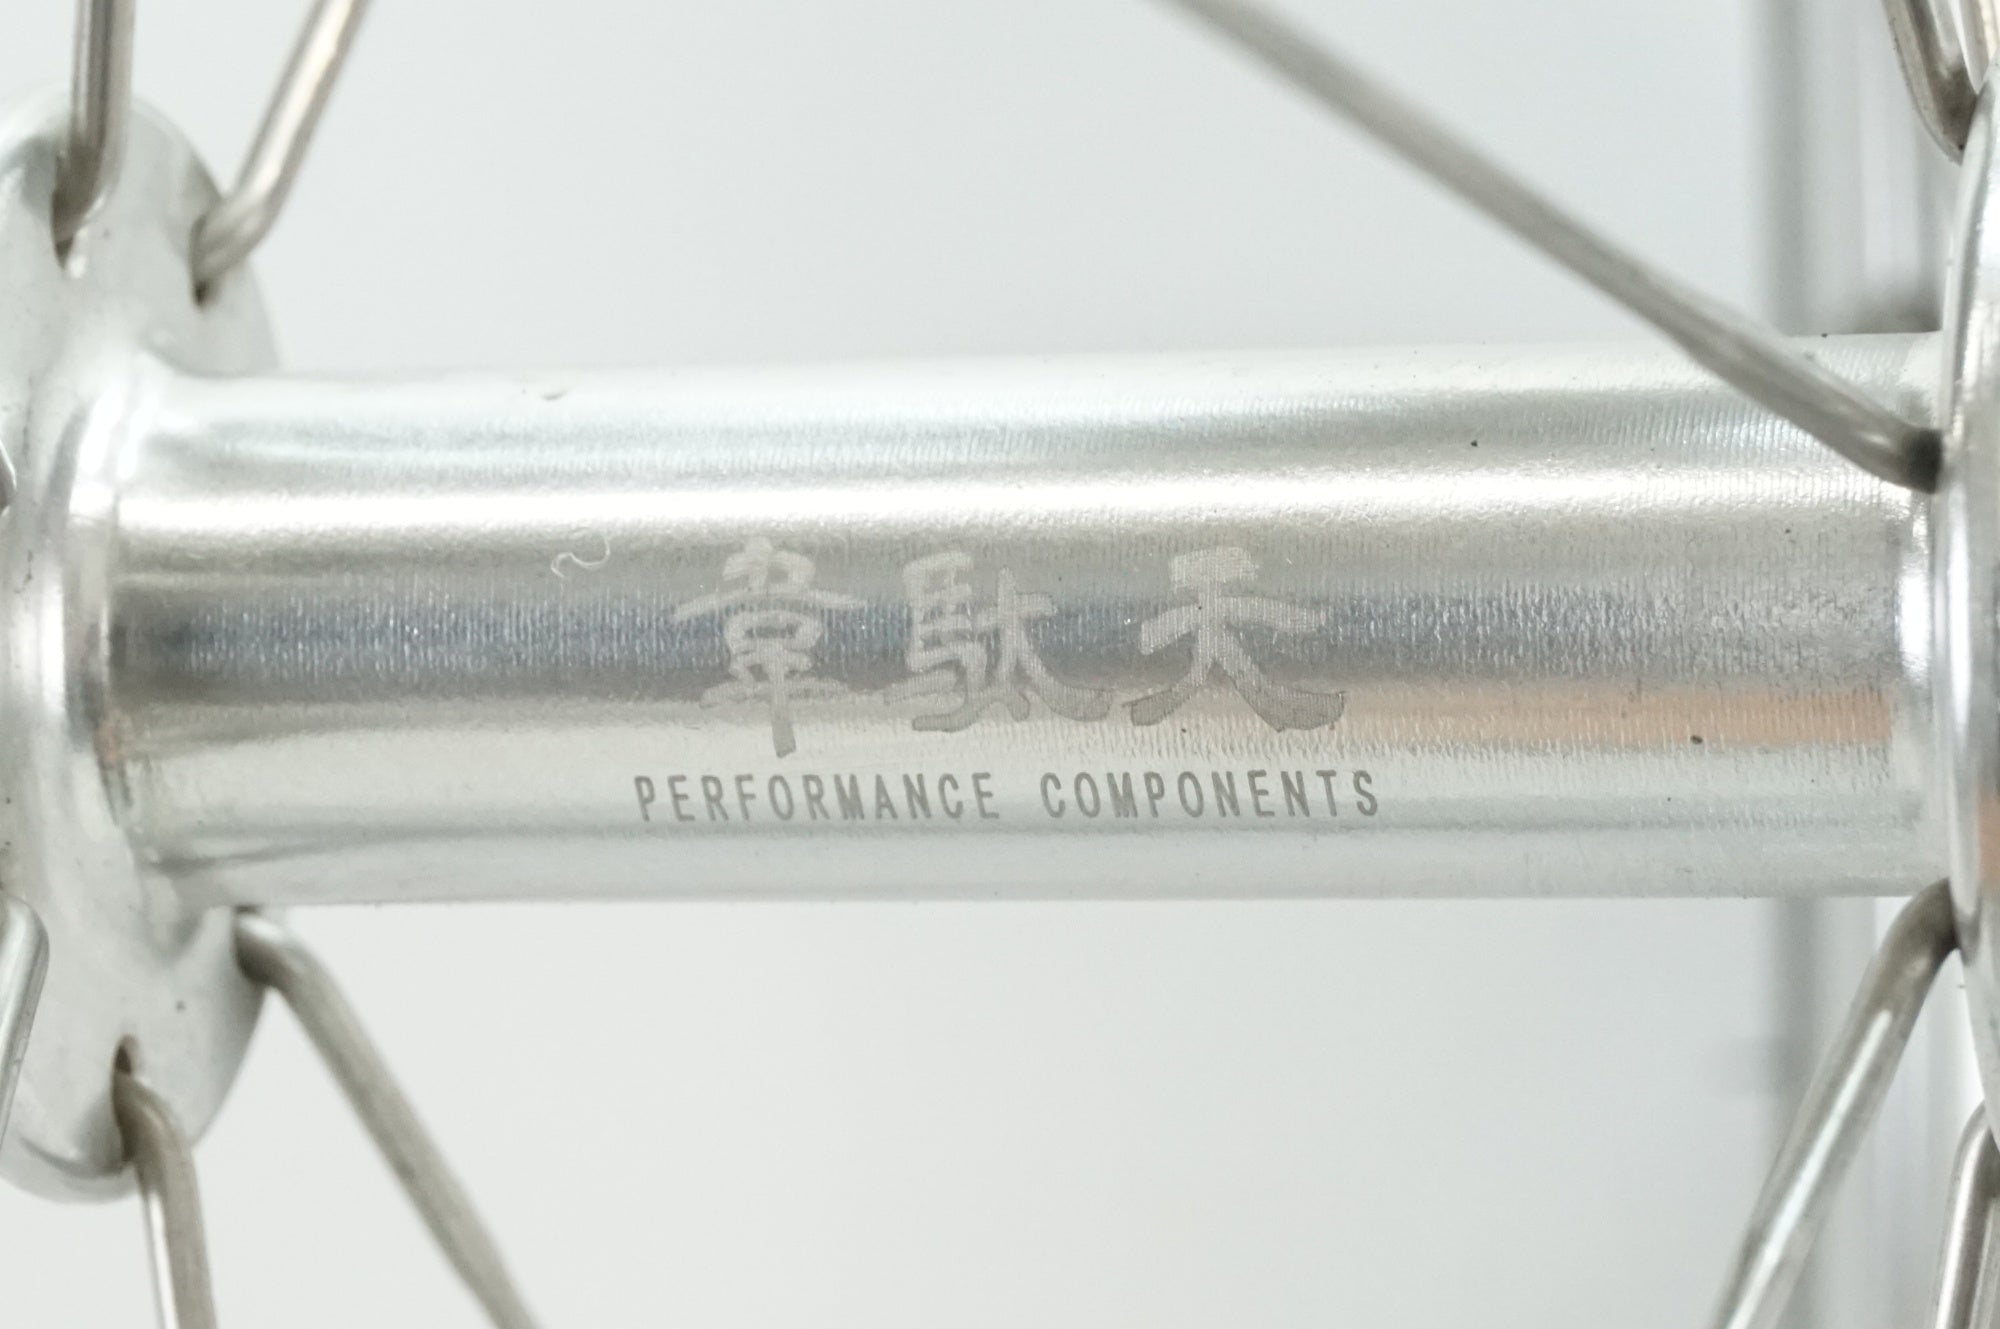 韋駄天
PERFORMANCE COMPONENTS